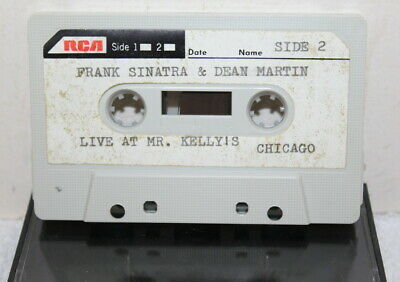 RCA Side 1 2 Date Name SIDE 2
FRANK SINATRA & DEAN MARTIN
LIVE AT MR. KELLY!S CHICAGO